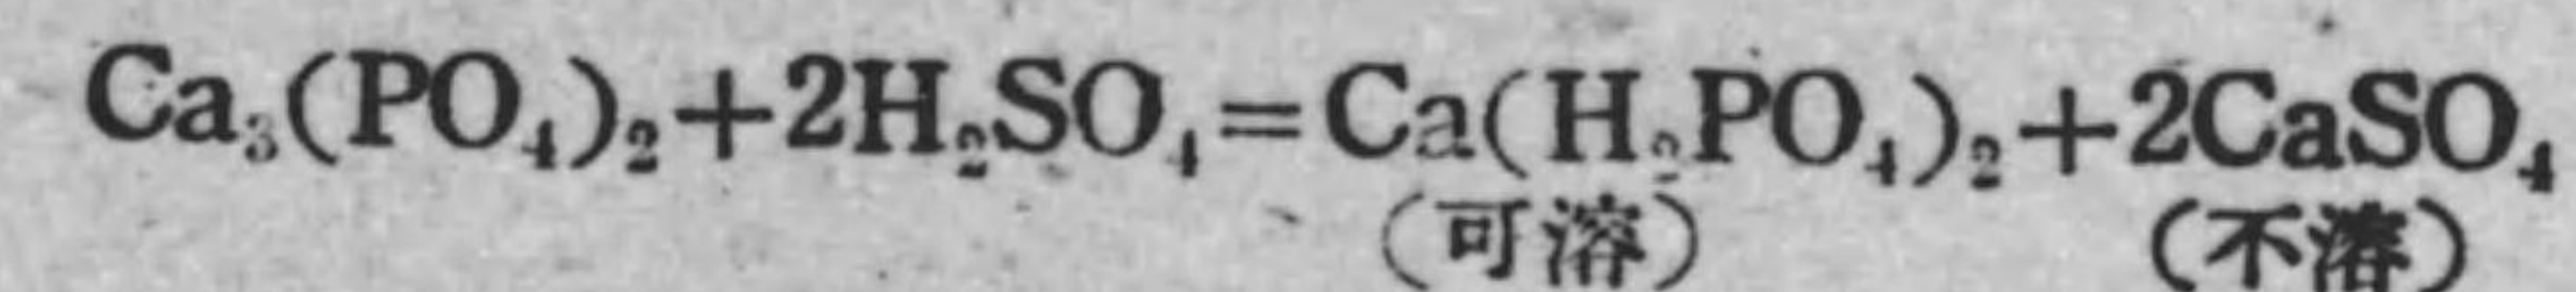 Ca₃(PO₄)₂+2H₂SO₄=Ca(H₂PO₄)₂+2CaSO₄
（可溶） （不溶）